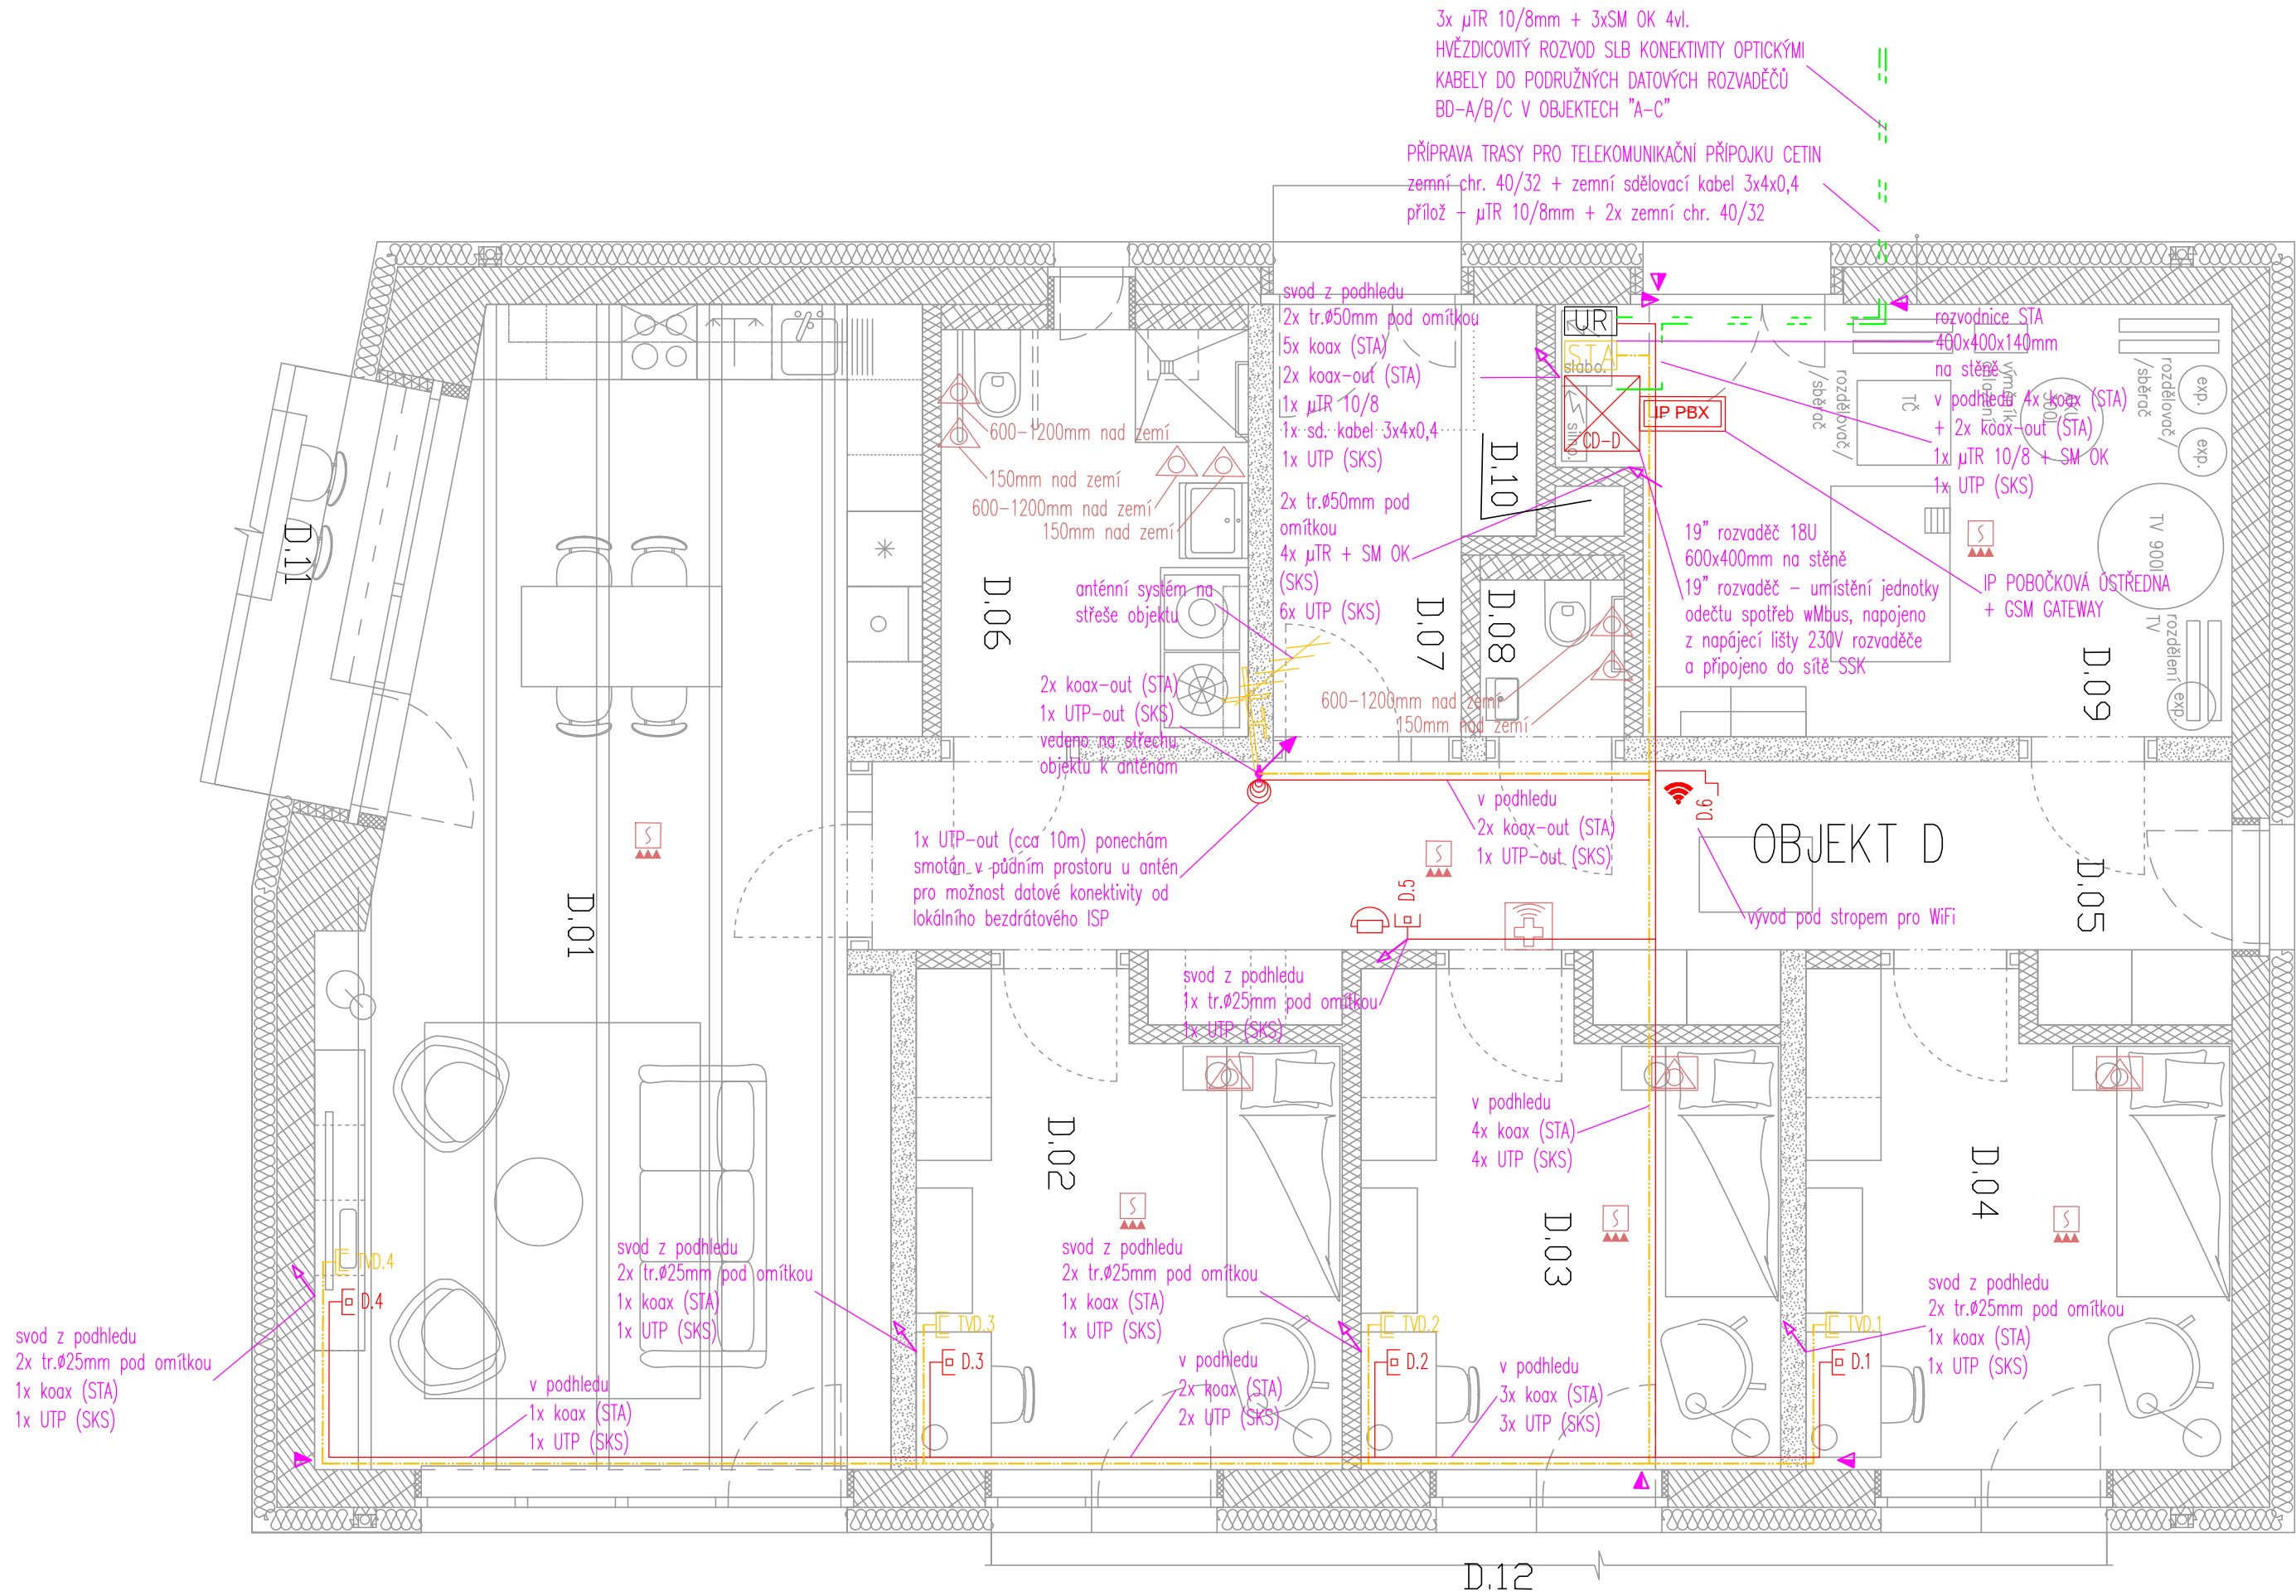 3x μTR 10/8mm + 3xSM OK 4vl.
HVĚZDICOVITÝ ROZVOD SLB KONEKTIVITY OPTICKÝMI
KABELY DO PODRUŽNÝCH DATOVÝCH ROZVADĚČŮ
BD-A/B/C V OBJEKTECH "A-C"
PŘÍPRAVA TRASY PRO TELEKOMUNIKAČNÍ PŘÍPOJKU CETIN
zemní chr. 40/32 + zemní sdělovací kabel 3x4x0,4
přílož - μTR 10/8mm + 2x zemní chr. 40/32
svod z podhledu
2x tr.ø50mm pod omítkou
5x koax (STA)
2x koax-out (STA)
1x μTR 10/8
1x sd. kabel 3x4x0,4
1x UTP (SKS)
2x tr.ø50mm pod
omítkou
4x μTR + SM OK
(SKS)
6x UTP (SKS)
UR
STA
slabo.
silno.
CD-D
IP PBX
rozvodnice STA
400x400x140mm
na stěně
v podhledu 4x koax (STA)
+ 2x koax-out (STA)
1x μTR 10/8 + SM OK
1x UTP (SKS)
rozdělovač /
/sběrač
TČ
výměník
chlazení
AKU
300l
rozdělovač /
/sběrač
exp.
exp.
TV 900l
rozdělení
TV
exp.
19" rozvaděč 18U
600x400mm na stěně
19" rozvaděč - umístění jednotky
odečtu spotřeb wMbus, napojeno
z napájecí lišty 230V rozvaděče
a připojeno do sítě SSK
IP POBOČKOVÁ ÚSTŘEDNA
+ GSM GATEWAY
600-1200mm nad zemí
150mm nad zemí
600-1200mm nad zemí
150mm nad zemí
anténní systém na
střeše objektu
2x koax-out (STA)
1x UTP-out (SKS)
vedeno na střechu
objektu k anténám
600-1200mm nad zemí
150mm nad zemí
D.11
D.06
D.10
D.07
D.08
D.09
1x UTP-out (cca 10m) ponechám
smotán v půdním prostoru u antén
pro možnost datové konektivity od
lokálního bezdrátového ISP
v podhledu
2x koax-out (STA)
1x UTP-out (SKS)
D.6
OBJEKT D
D.05
D.01
D.5
vývod pod stropem pro WiFi
svod z podhledu
1x tr.ø25mm pod omítkou
1x UTP (SKS)
v podhledu
4x koax (STA)
4x UTP (SKS)
D.02
D.03
D.04
TVD.4
D.4
svod z podhledu
2x tr.ø25mm pod omítkou
1x koax (STA)
1x UTP (SKS)
svod z podhledu
2x tr.ø25mm pod omítkou
1x koax (STA)
1x UTP (SKS)
TVD.3
D.3
svod z podhledu
2x tr.ø25mm pod omítkou
1x koax (STA)
1x UTP (SKS)
TVD.2
D.2
svod z podhledu
2x tr.ø25mm pod omítkou
1x koax (STA)
1x UTP (SKS)
TVD.1
D.1
v podhledu
1x koax (STA)
1x UTP (SKS)
v podhledu
2x koax (STA)
2x UTP (SKS)
v podhledu
3x koax (STA)
3x UTP (SKS)
D.12